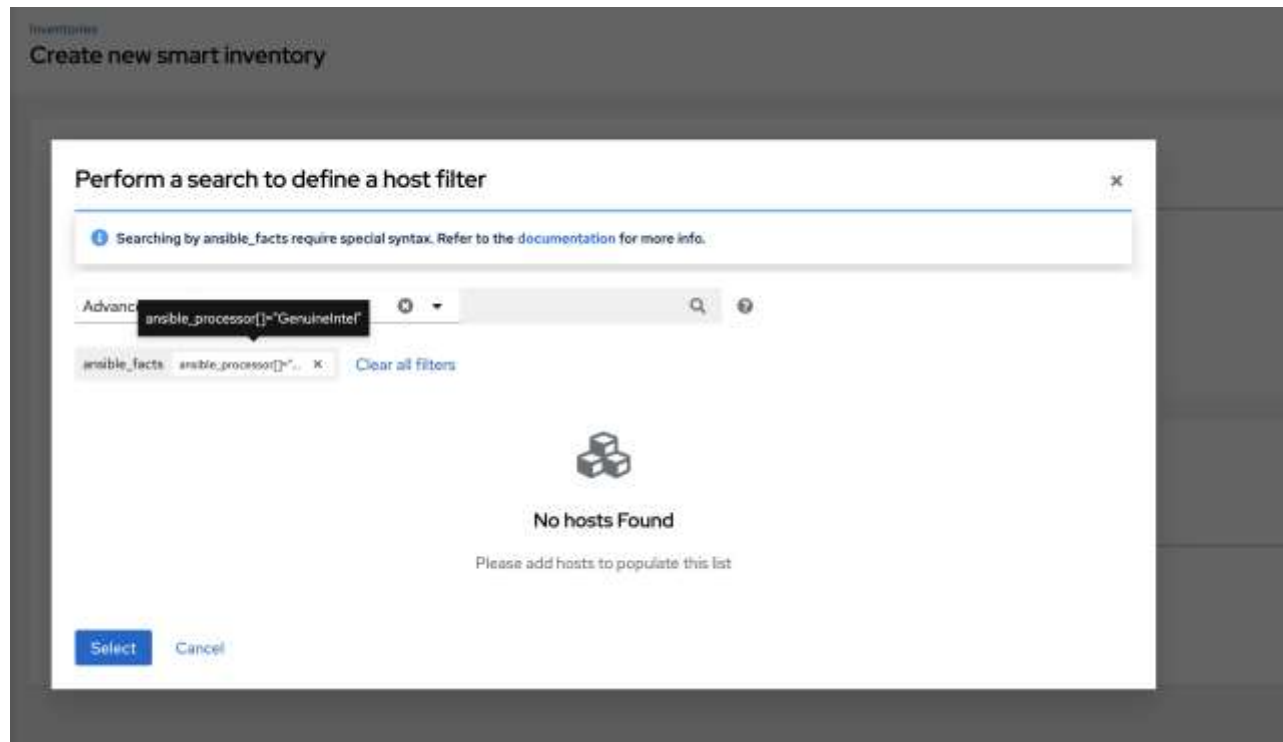 Inventories
Create new smart inventory
Perform a search to define a host filter
Searching by ansible_facts require special syntax. Refer to the documentation for more info.
Advanc
ansible_processor[]="GenuineIntel"
ansible_facts ansible_processor[]="... Clear all filters
No hosts Found
Please add hosts to populate this list
Select Cancel